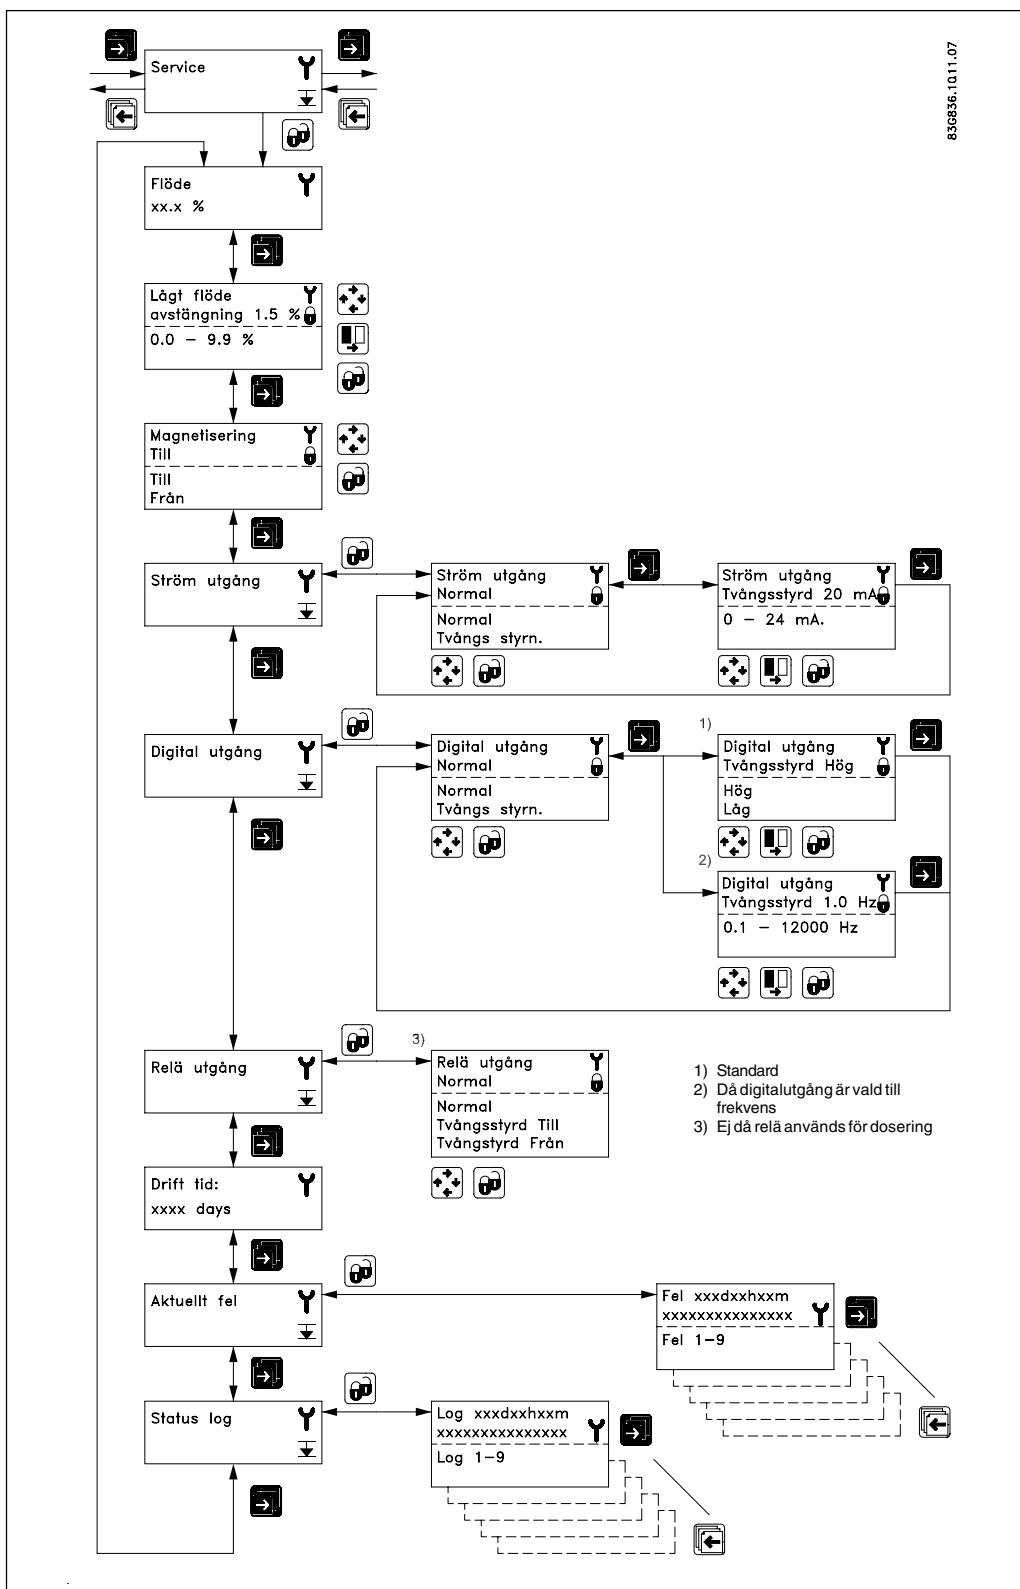 83G836.10.11.07
Service
Flöde
xx.x %
Lågt flöde
avstängning 1.5 %
0.0 – 9.9 %
Magnetisering
Till
Till
Från
Ström utgång
Ström utgång
Normal
Normal
Tvångs styrn.
Ström utgång
Tvångsstyrd 20 mA
0 – 24 mA.
Digital utgång
Digital utgång
Normal
Normal
Tvångs styrn.
1)
Digital utgång
Tvångsstyrd Hög
Hög
Låg
2)
Digital utgång
Tvångsstyrd 1.0 Hz
0.1 – 12000 Hz
Relä utgång
3)
Relä utgång
Normal
Normal
Tvångsstyrd Till
Tvångstyrd Från
1) Standard
2) Då digitalutgång är vald till
frekvens
3) Ej då relä används för dosering
Drift tid:
xxxx days
Aktuellt fel
Fel xxxdxxhxxm
xxxxxxxxxxxxxxx
Fel 1–9
Status log
Log xxxdxxhxxm
xxxxxxxxxxxxxxx
Log 1–9